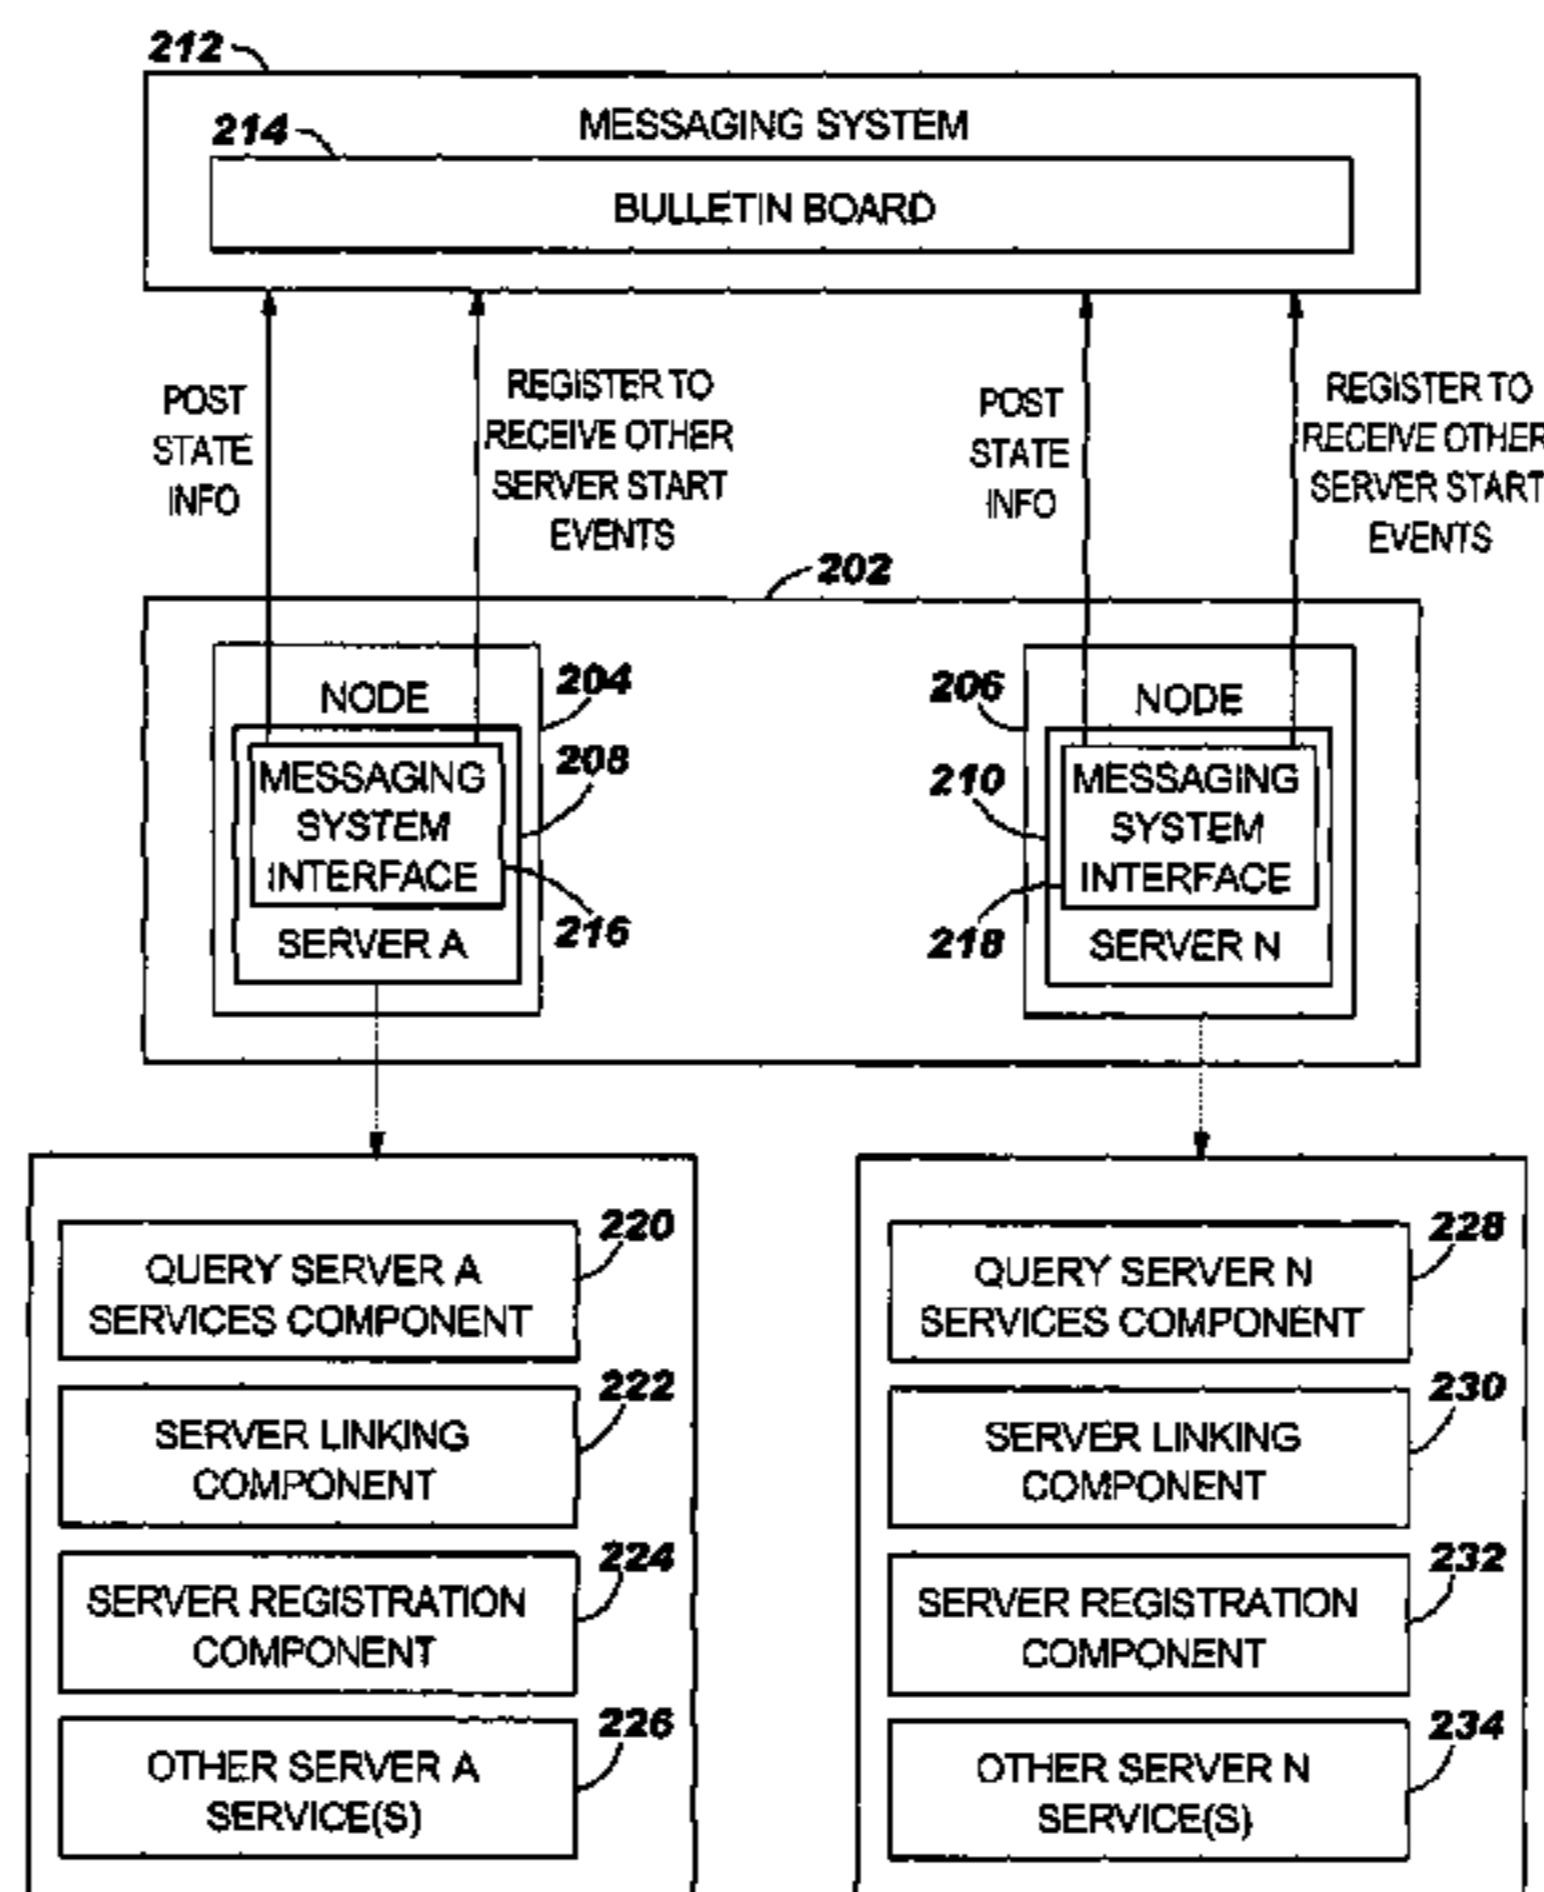 212
MESSAGING SYSTEM
214
BULLETIN BOARD
POST
STATE
INFO
REGISTER TO
RECEIVE OTHER
SERVER START
EVENTS
POST
STATE
INFO
REGISTER TO
RECEIVE OTHER
SERVER START
EVENTS
202
NODE
204
MESSAGING
SYSTEM
INTERFACE
208
216
SERVER A
206
NODE
210
MESSAGING
SYSTEM
INTERFACE
218
SERVER N
220
QUERY SERVER A
SERVICES COMPONENT
222
SERVER LINKING
COMPONENT
224
SERVER REGISTRATION
COMPONENT
226
OTHER SERVER A
SERVICE(S)
228
QUERY SERVER N
SERVICES COMPONENT
230
SERVER LINKING
COMPONENT
232
SERVER REGISTRATION
COMPONENT
234
OTHER SERVER N
SERVICE(S)